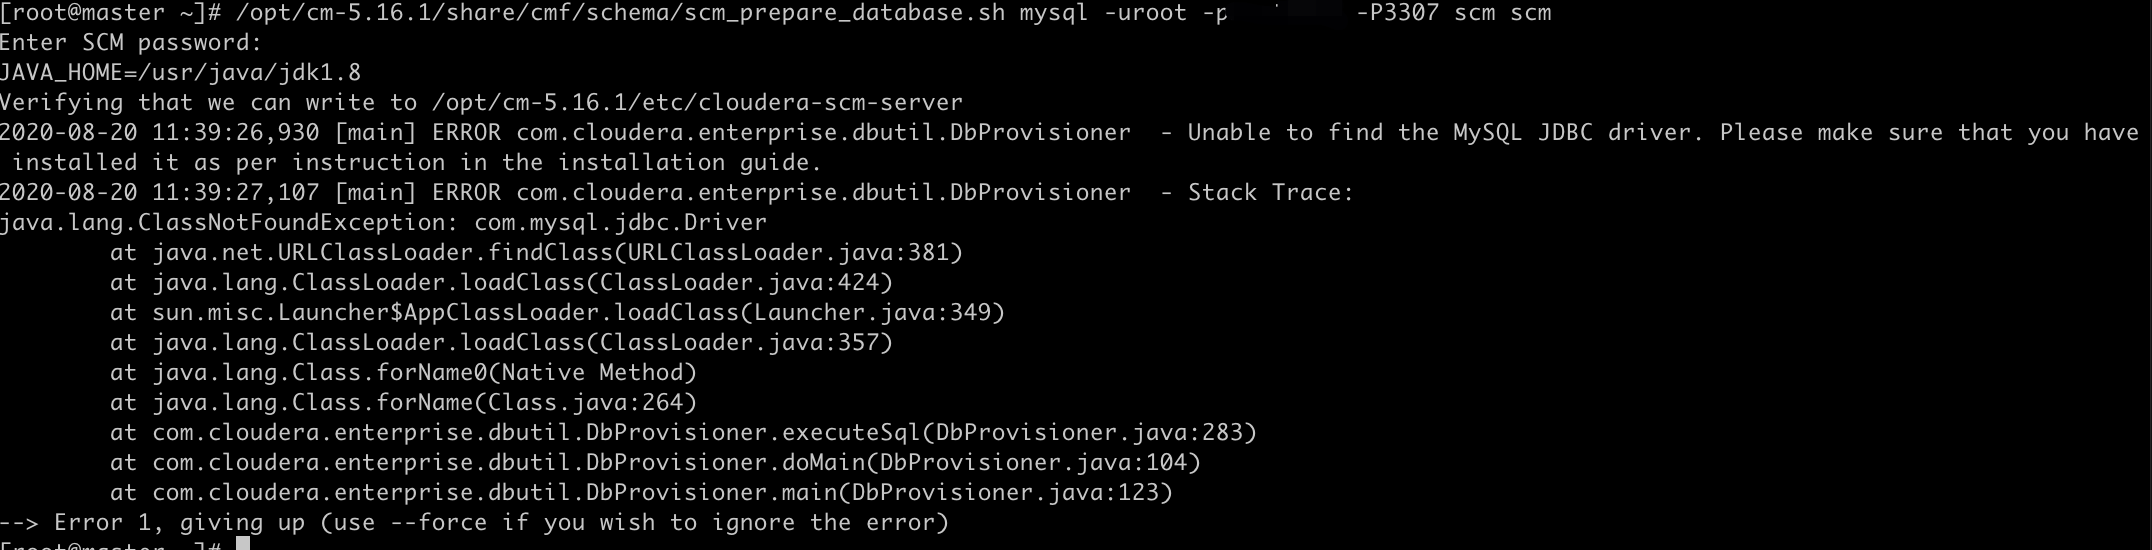 [root@master ~]# /opt/cm-5.16.1/share/cmf/schema/scm_prepare_database.sh mysql -uroot -p -P3307 scm scm
Enter SCM password:
JAVA_HOME=/usr/java/jdk1.8
Verifying that we can write to /opt/cm-5.16.1/etc/cloudera-scm-server
2020-08-20 11:39:26,930 [main] ERROR com.cloudera.enterprise.dbutil.DbProvisioner  - Unable to find the MySQL JDBC driver. Please make sure that you have
 installed it as per instruction in the installation guide.
2020-08-20 11:39:27,107 [main] ERROR com.cloudera.enterprise.dbutil.DbProvisioner  - Stack Trace:
java.lang.ClassNotFoundException: com.mysql.jdbc.Driver
        at java.net.URLClassLoader.findClass(URLClassLoader.java:381)
        at java.lang.ClassLoader.loadClass(ClassLoader.java:424)
        at sun.misc.Launcher$AppClassLoader.loadClass(Launcher.java:349)
        at java.lang.ClassLoader.loadClass(ClassLoader.java:357)
        at java.lang.Class.forName0(Native Method)
        at java.lang.Class.forName(Class.java:264)
        at com.cloudera.enterprise.dbutil.DbProvisioner.executeSql(DbProvisioner.java:283)
        at com.cloudera.enterprise.dbutil.DbProvisioner.doMain(DbProvisioner.java:104)
        at com.cloudera.enterprise.dbutil.DbProvisioner.main(DbProvisioner.java:123)
--> Error 1, giving up (use --force if you wish to ignore the error)
[root@master ~]#